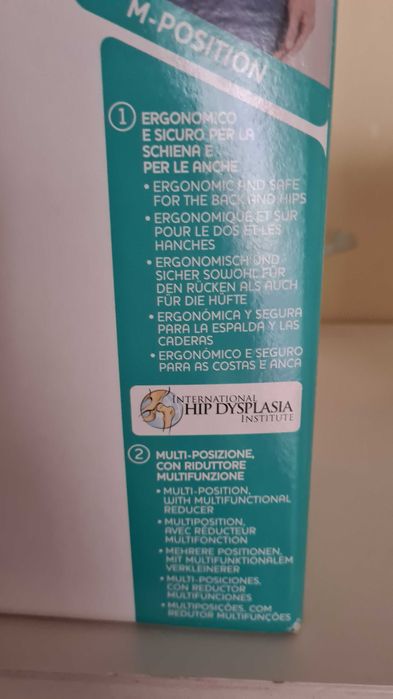 M-POSITION
1 ERGONOMICO
E SICURO PER LA
SCHIENA E
PER LE ANCHE
• ERGONOMIC AND SAFE
FOR THE BACK AND HIPS
• ERGONOMIQUE ET SÛR
POUR LE DOS ET LES
HANCHES
• ERGONOMISCH UND
SICHER SOWOHL FÜR
DEN RÜCKEN ALS AUCH
FÜR DIE HÜFTE
• ERGONÓMICA Y SEGURA
PARA LA ESPALDA Y LAS
CADERAS
• ERGONÓMICO E SEGURO
PARA AS COSTAS E ANCA
INTERNATIONAL
HIP DYSPLASIA
INSTITUTE
2 MULTI-POSIZIONE,
CON RIDUTTORE
MULTIFUNZIONE
• MULTI-POSITION,
WITH MULTIFUNCTIONAL
REDUCER
• MULTIPOSITION,
AVEC RÉDUCTEUR
MULTIFONCTION
• MEHRERE POSITIONEN,
MIT MULTIFUNKTIONALEM
VERKLEINERER
• MULTI-POSICIONES,
CON REDUCTOR
MULTIFUNCIONES
• MULTIPOSIÇÕES, COM
REDUTOR MULTIFUNÇÕES